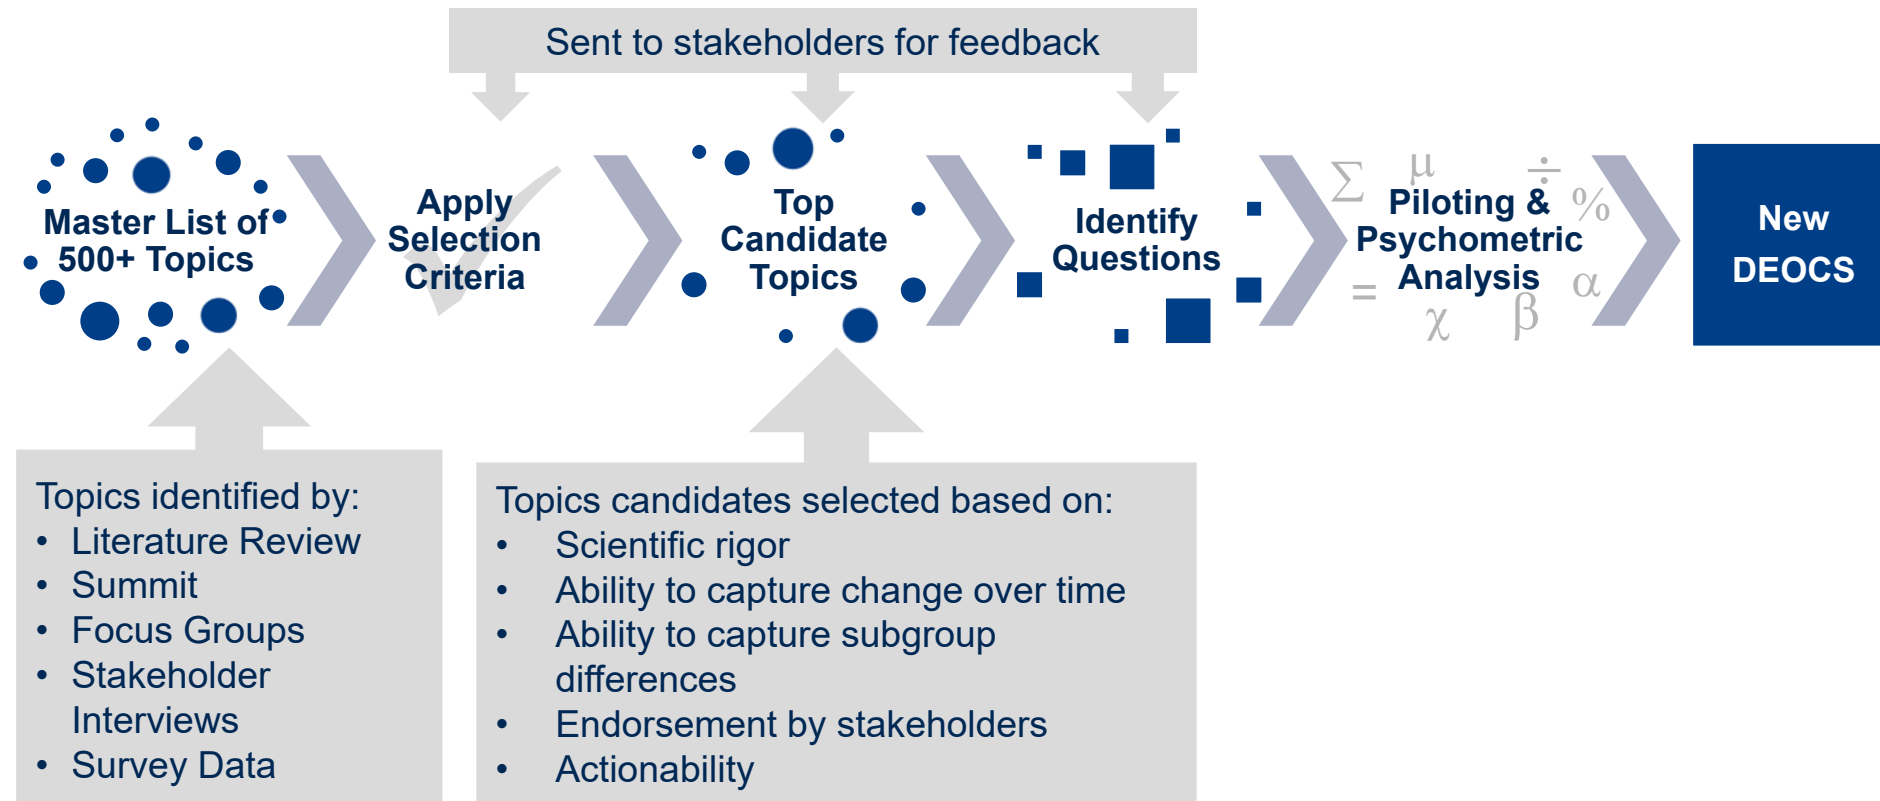 Sent to stakeholders for feedback
Master List of
500+ Topics
Apply
Selection
Criteria
Top
Candidate
Topics
Identify
Questions
Σ μ ÷ %
Piloting &
Psychometric
Analysis
= χ β α
New
DEOCS
Topics identified by:
• Literature Review
• Summit
• Focus Groups
• Stakeholder
Interviews
• Survey Data
Topics candidates selected based on:
• Scientific rigor
• Ability to capture change over time
• Ability to capture subgroup
differences
• Endorsement by stakeholders
• Actionability